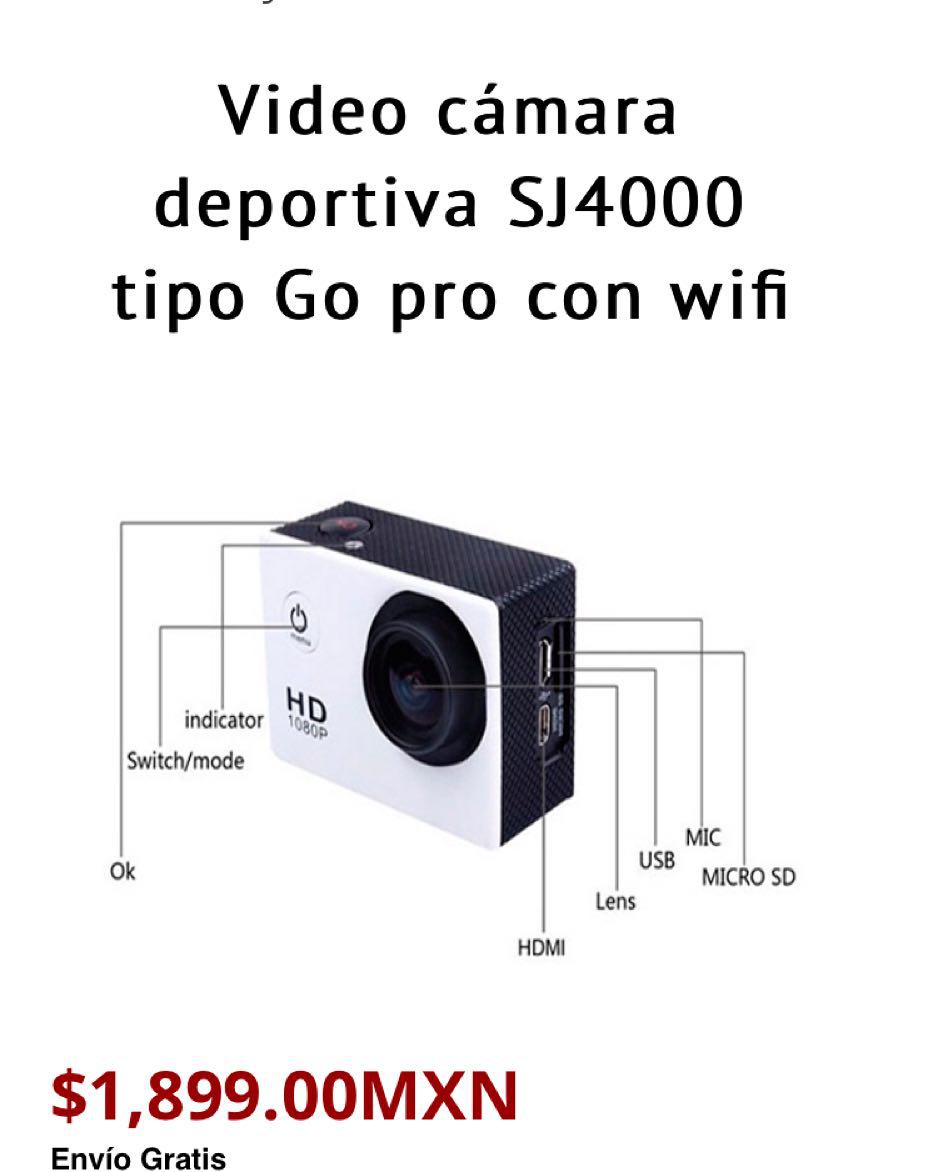 Video cámara
deportiva SJ4000
tipo Go pro con wifi
HD
1080P
indicator
Switch/mode
Ok
MIC
USB
MICRO SD
Lens
HDMI
$1,899.00MXN
Envío Gratis